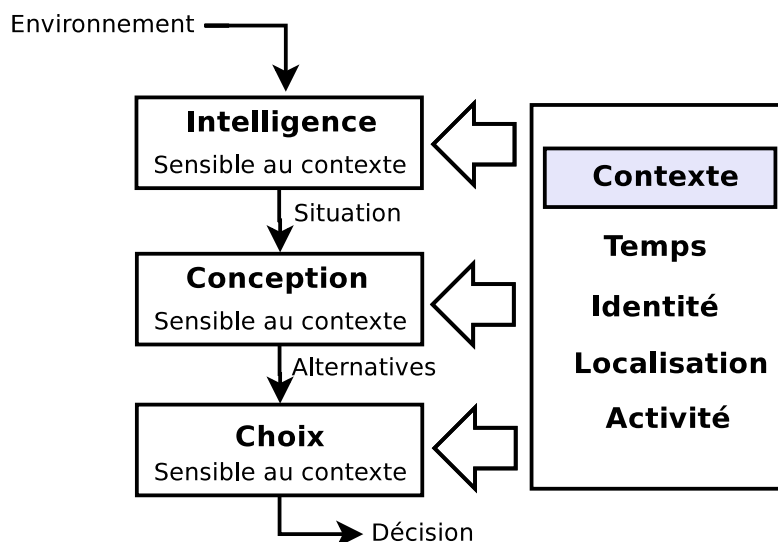 Environnement
Intelligence
Sensible au contexte
Situation
Conception
Sensible au contexte
Alternatives
Choix
Sensible au contexte
Décision
Contexte
Temps
Identité
Localisation
Activité